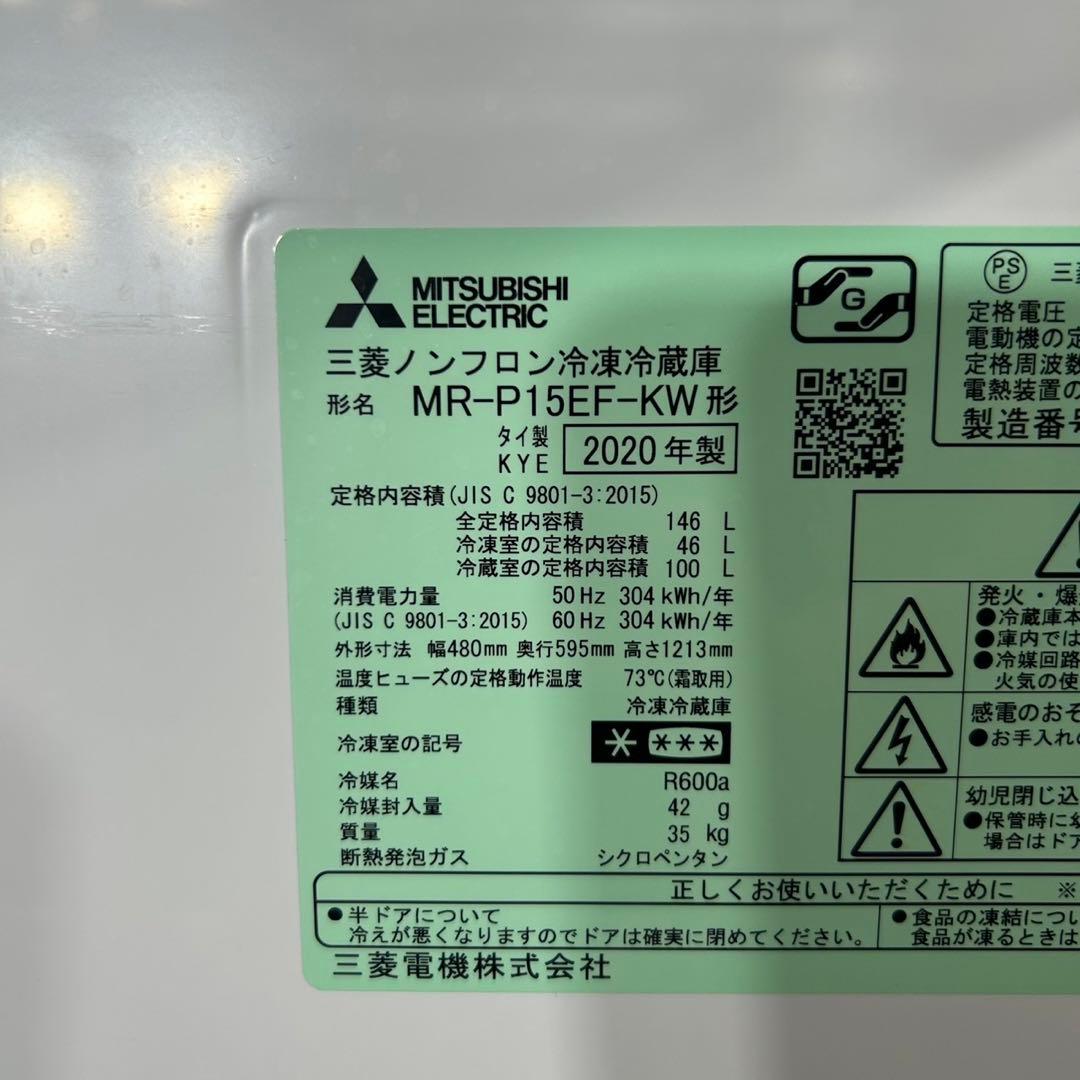 MITSUBISHI
ELECTRIC
三菱ノンフロン冷凍冷蔵庫
形名 MR-P15EF-KW形
タイ製
KYE 2020年製
定格内容積(JIS C 9801-3:2015)
全定格内容積 146 L
冷凍室の定格内容積 46 L
冷蔵室の定格内容積 100 L
消費電力量 50Hz 304kWh/年
(JIS C 9801-3:2015) 60Hz 304kWh/年
外形寸法 幅480mm 奥行595mm 高さ1213mm
温度ヒューズの定格動作温度 73℃(霜取用)
種類 冷凍冷蔵庫
冷凍室の記号 * ***
冷媒名 R600a
冷媒封入量 42 g
質量 35 kg
断熱発泡ガス シクロペンタン
G
PS
E
三菱
定格電圧
電動機の定
定格周波数
電熱装置の
製造番号
発火・爆
●冷蔵庫本
●庫内では
●冷媒回路
火気の使
感電のおそ
●お手入れの
幼児閉じ込
●保管時に幼
場合はドア
正しくお使いいただくために ※
●半ドアについて
冷えが悪くなりますのでドアは確実に閉めてください。
●食品の凍結につい
食品が凍るときは
三菱電機株式会社